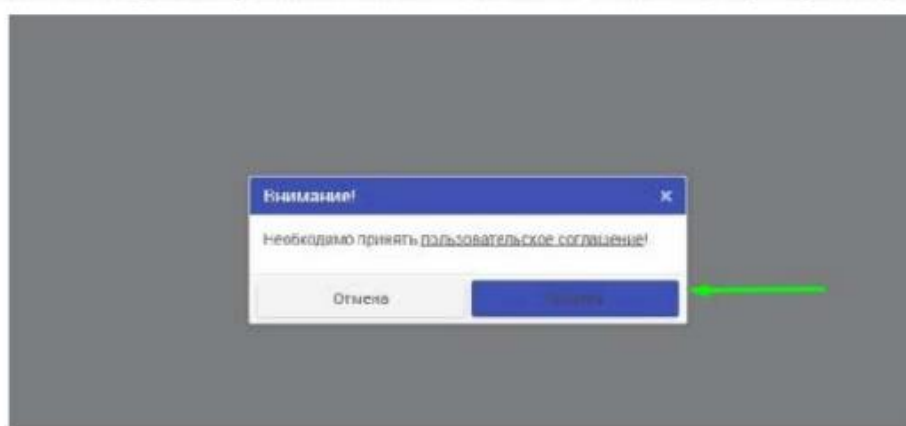 Внимание!
Необходимо принять пользовательское соглашение!
Отмена